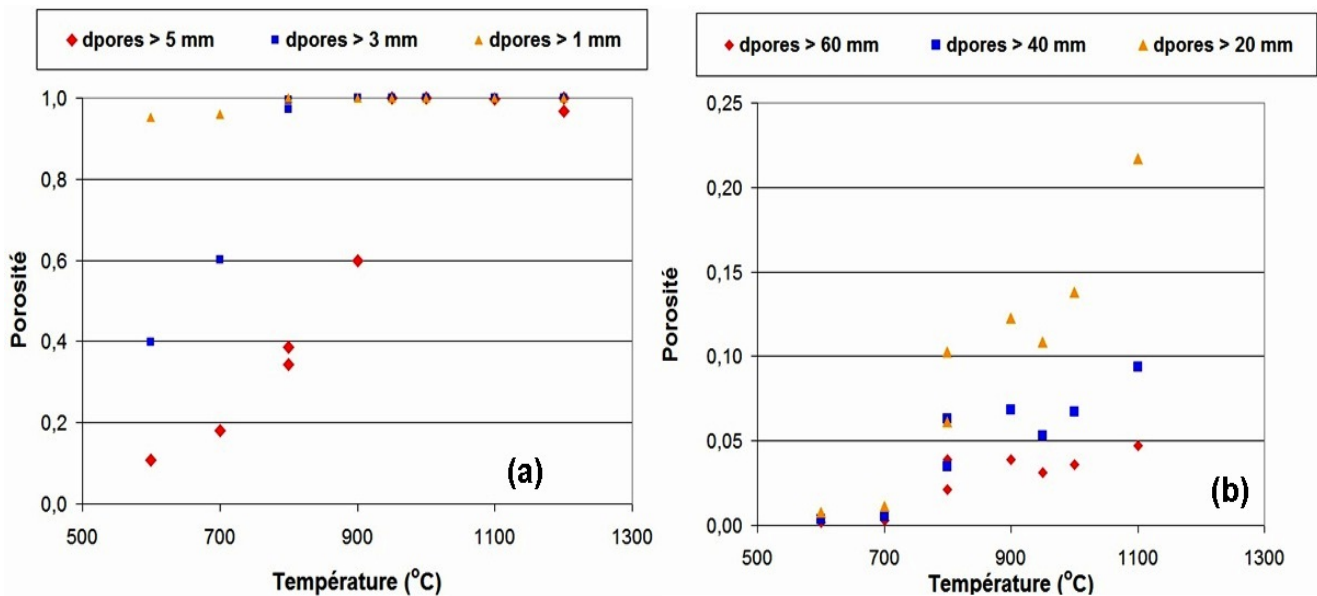 dpores > 5 mm dpores > 3 mm dpores > 1 mm
1,0
0,8
0,6
0,4
0,2
0,0
Porosité
500 700 900 1100 1300
Température (°C)
(a)
dpores > 60 mm dpores > 40 mm dpores > 20 mm
0,25
0,20
0,15
0,10
0,05
0,00
Porosité
500 700 900 1100 1300
Température (°C)
(b)